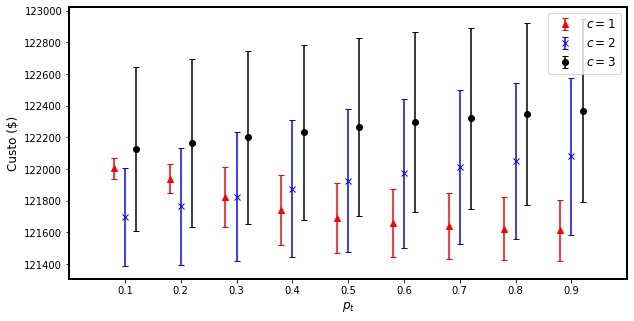 123000
122800
122600
122400
122200
122000
121800
121600
121400
Custo ($)
c = 1
c = 2
c = 3
0.1 0.2 0.3 0.4 0.5 0.6 0.7 0.8 0.9
p_t